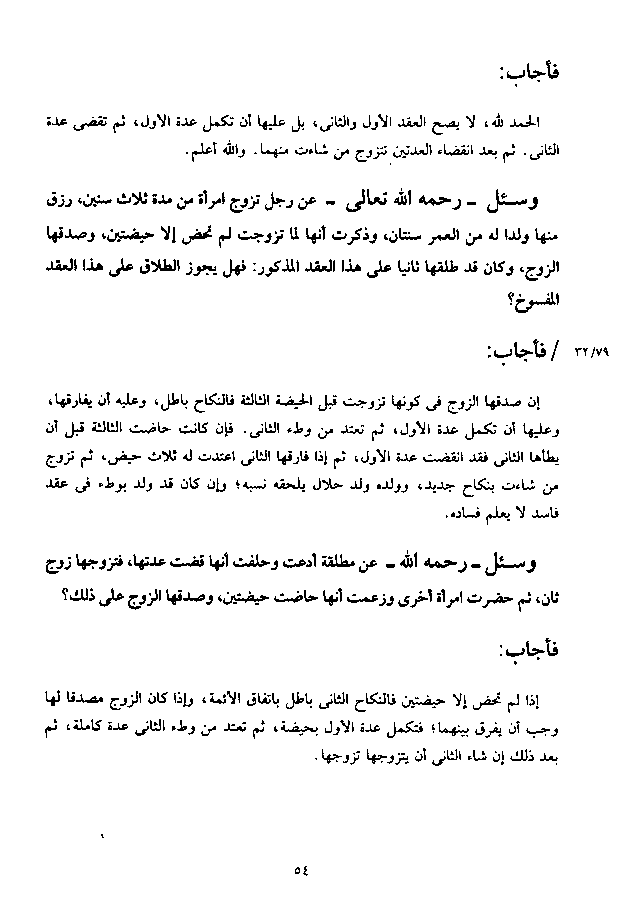 فأجاب:
الحمد لله، لا يصح العقد الأول والثانى، بل عليها أن تكمل عدة الأول، ثم تقضى عدة
الثانى. ثم بعد انقضاء العدتين تتزوج من شاءت منهما. والله أعلم.
وسئل ـ رحمه الله تعالى ـ عن رجل تزوج امرأة من مدة ثلاث سنين، رزق
منها ولدا له من العمر سنتان، وذكرت أنها لما تزوجت لم تحض إلا حيضتين، وصدقها
الزوج، وكان قد طلقها ثانيا على هذا العقد المذكور: فهل يجوز الطلاق على هذا العقد
المفسوخ؟
٣٢/٧٩ / فأجاب:
إن صدقها الزوج فى كونها تزوجت قبل الحيضة الثالثة فالنكاح باطل، وعليه أن يفارقها،
وعليها أن تكمل عدة الأول، ثم تعتد من وطء الثانى. فإن كانت حاضت الثالثة قبل أن
يطأها الثانى فقد انقضت عدة الأول، ثم إذا فارقها الثانى اعتدت له ثلاث حيض، ثم تزوج
من شاءت بنكاح جديد، وولده ولد حلال يلحقه نسبه؛ وإن كان قد ولد بوطء فى عقد
فاسد لا يعلم فساده.
وسئل ـ رحمه الله ـ عن مطلقة أدعت وحلفت أنها قضت عدتها، فتزوجها زوج
ثان، ثم حضرت امرأة أخرى وزعمت أنها حاضت حيضتين، وصدقها الزوج على ذلك؟
فأجاب:
إذا لم تحض إلا حيضتين فالنكاح الثانى باطل باتفاق الأئمة، وإذا كان الزوج مصدقا لها
وجب أن يفرق بينهما؛ فتكمل عدة الأول بحيضة، ثم تعتد من وطء الثانى عدة كاملة، ثم
بعد ذلك إن شاء الثانى أن يتزوجها تزوجها.
٥٤